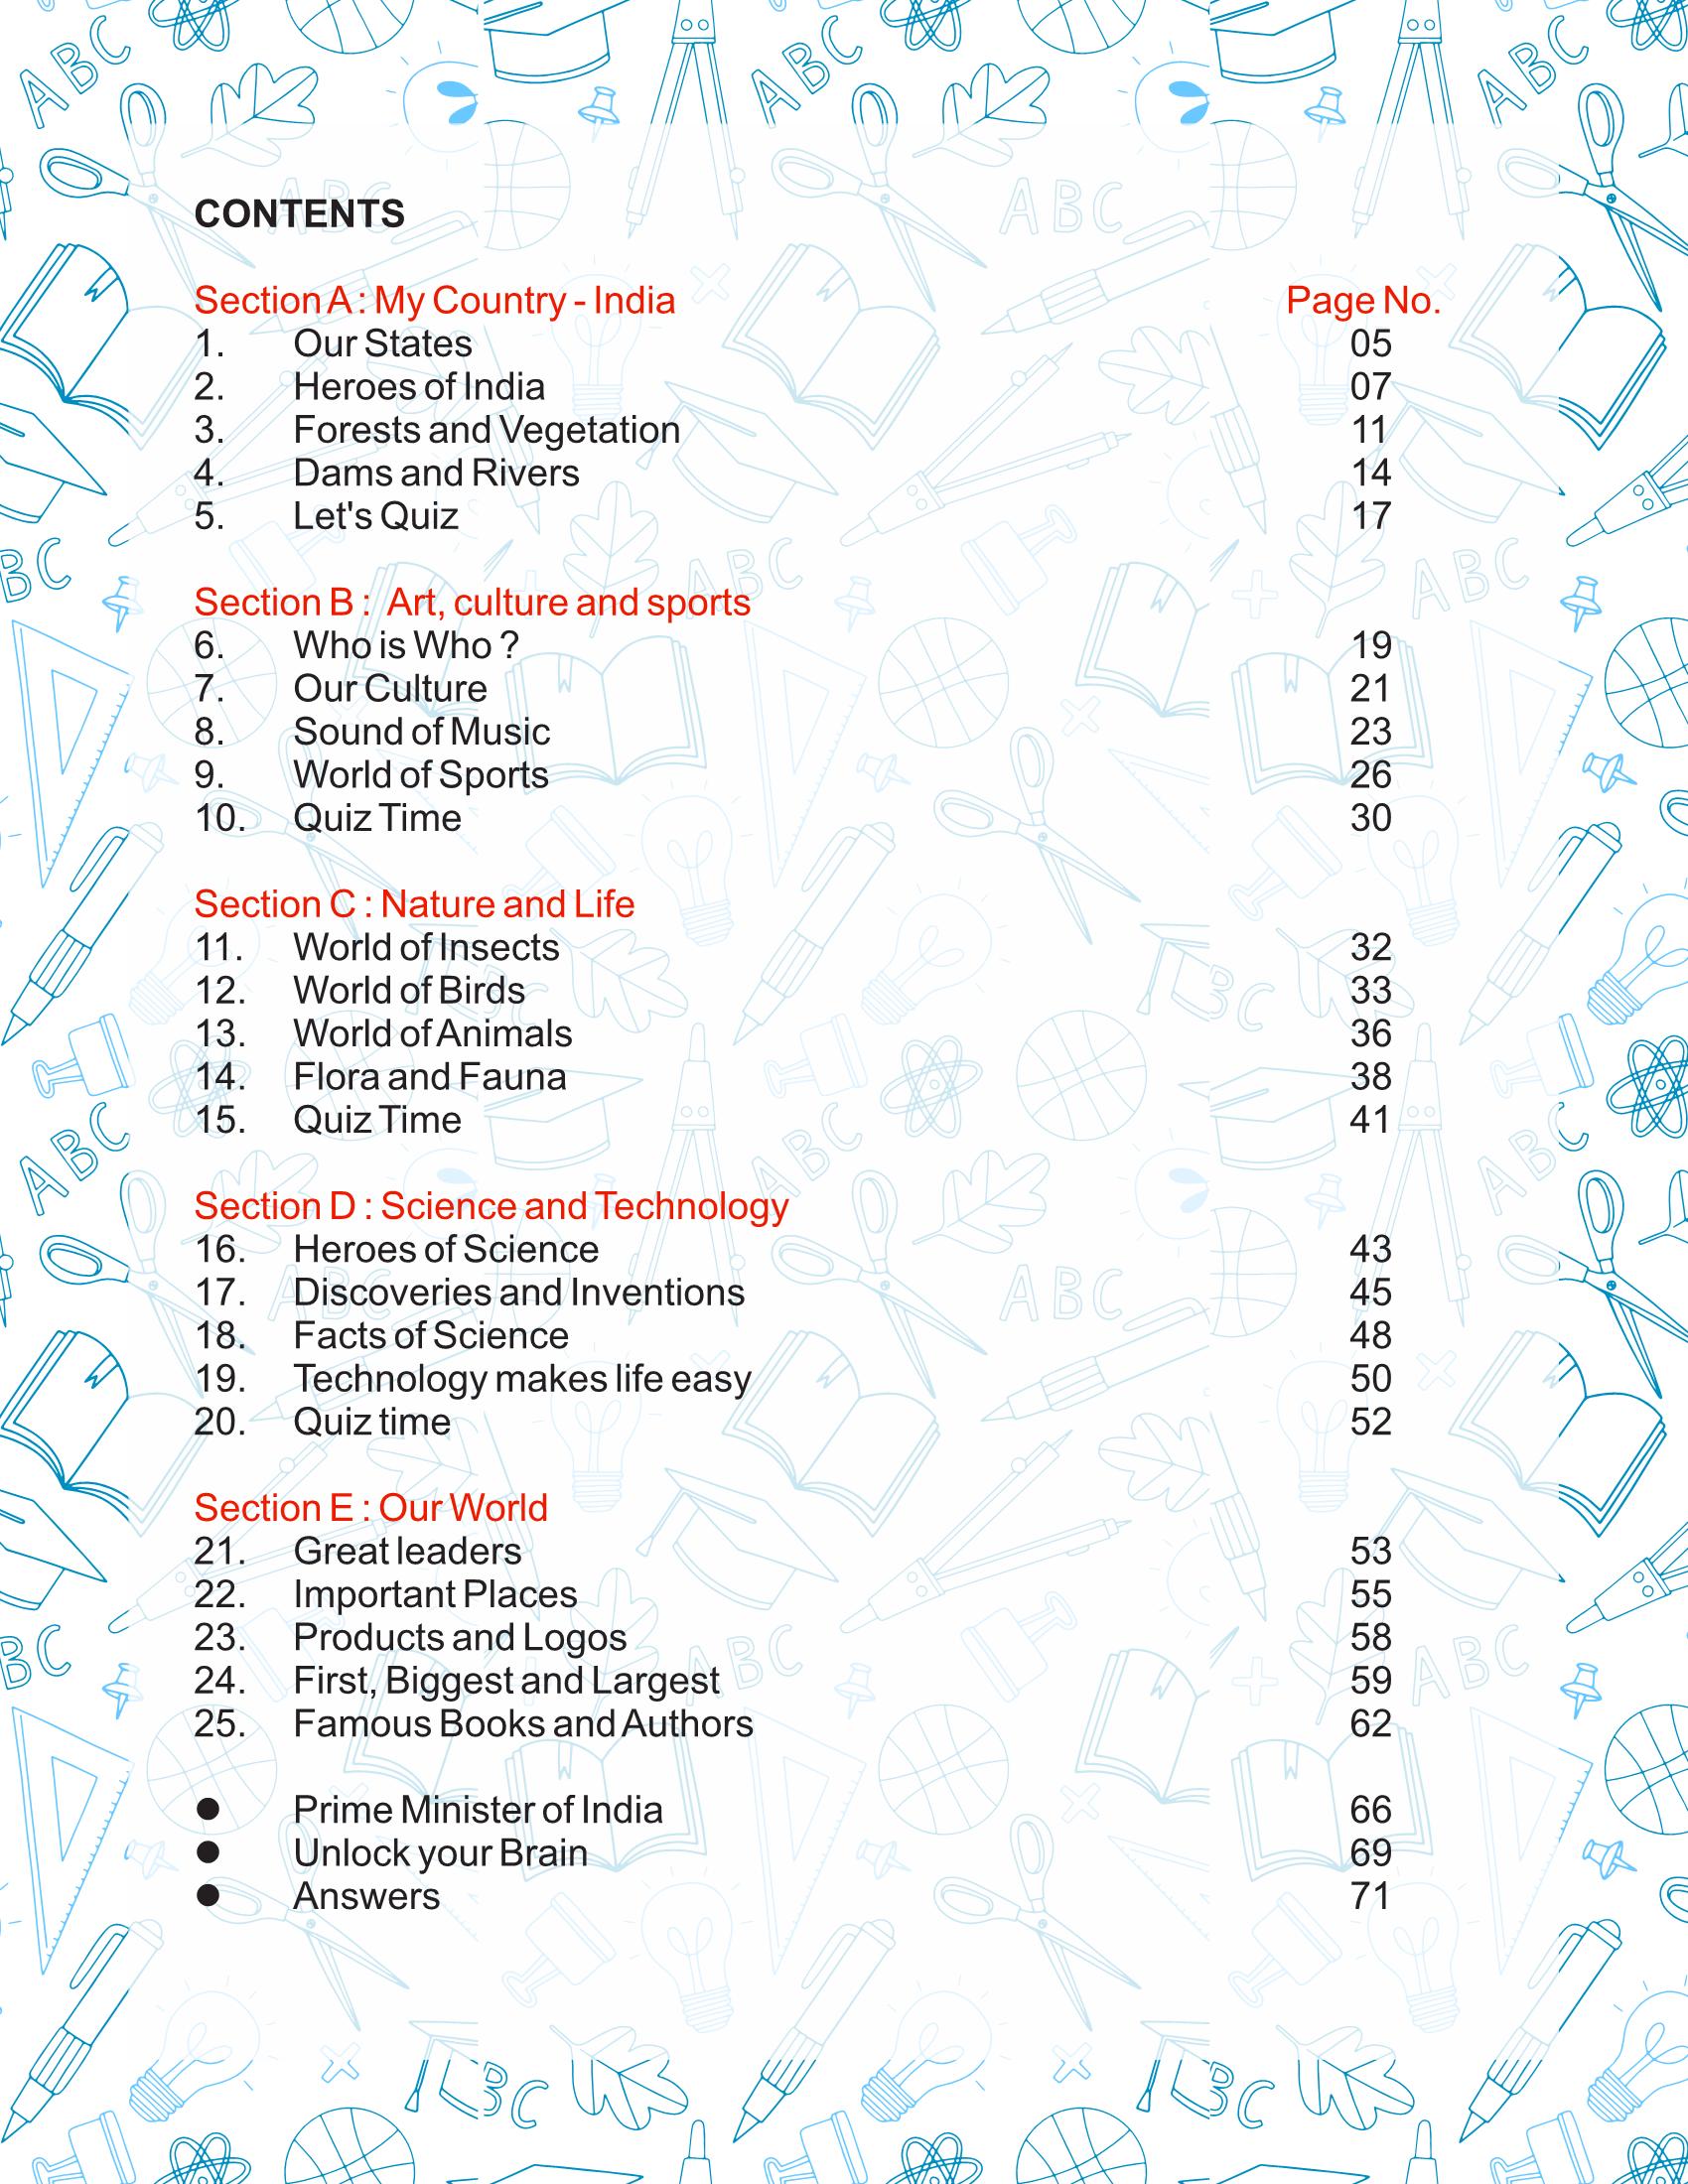 CONTENTS
Section A : My Country - India Page No.
1. Our States 05
2. Heroes of India 07
3. Forests and Vegetation 11
4. Dams and Rivers 14
5. Let's Quiz 17
Section B : Art, culture and sports
6. Who is Who ? 19
7. Our Culture 21
8. Sound of Music 23
9. World of Sports 26
10. Quiz Time 30
Section C : Nature and Life
11. World of Insects 32
12. World of Birds 33
13. World of Animals 36
14. Flora and Fauna 38
15. Quiz Time 41
Section D : Science and Technology
16. Heroes of Science 43
17. Discoveries and Inventions 45
18. Facts of Science 48
19. Technology makes life easy 50
20. Quiz time 52
Section E : Our World
21. Great leaders 53
22. Important Places 55
23. Products and Logos 58
24. First, Biggest and Largest 59
25. Famous Books and Authors 62
● Prime Minister of India 66
● Unlock your Brain 69
● Answers 71